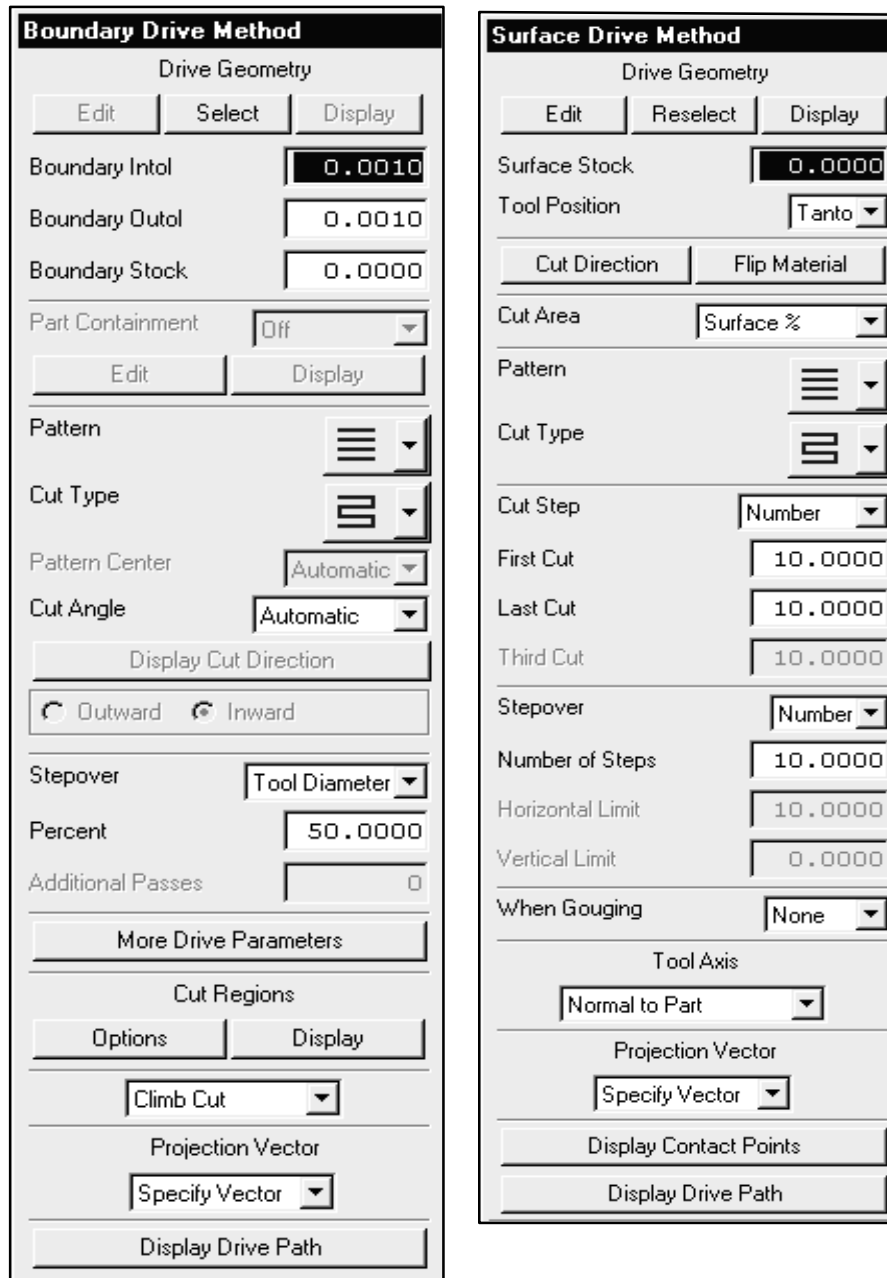 Boundary Drive Method
Drive Geometry
Edit Select Display
Boundary Intol 0.0010
Boundary Outol 0.0010
Boundary Stock 0.0000
Part Containment Off
Edit Display
Pattern
Cut Type
Pattern Center Automatic
Cut Angle Automatic
Display Cut Direction
Outward Inward
Stepover Tool Diameter
Percent 50.0000
Additional Passes 0
More Drive Parameters
Cut Regions
Options Display
Climb Cut
Projection Vector
Specify Vector
Display Drive Path
Surface Drive Method
Drive Geometry
Edit Reselect Display
Surface Stock 0.0000
Tool Position Tanto
Cut Direction Flip Material
Cut Area Surface %
Pattern
Cut Type
Cut Step Number
First Cut 10.0000
Last Cut 10.0000
Third Cut 10.0000
Stepover Number
Number of Steps 10.0000
Horizontal Limit 10.0000
Vertical Limit 0.0000
When Gouging None
Tool Axis
Normal to Part
Projection Vector
Specify Vector
Display Contact Points
Display Drive Path